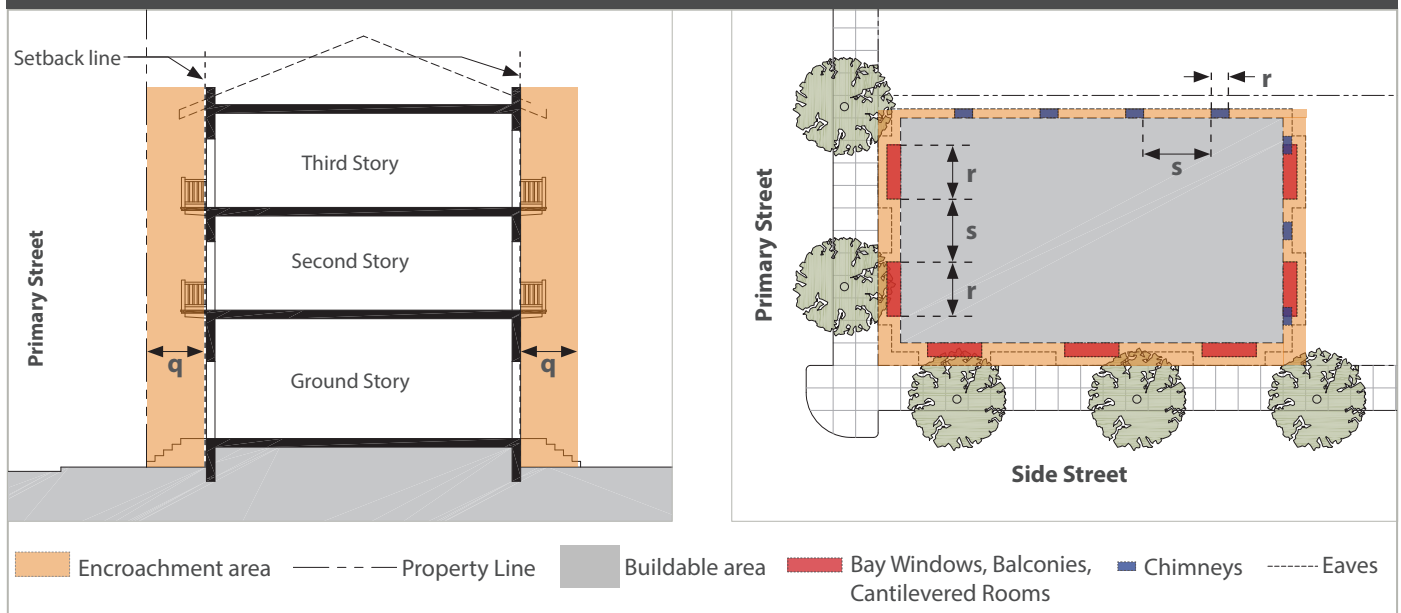 Setback line
Third Story
Second Story
Ground Story
Primary Street
q
q
r
s
r
s
r
Primary Street
Side Street
Encroachment area
Property Line
Buildable area
Bay Windows, Balconies,
Cantilevered Rooms
Chimneys
Eaves